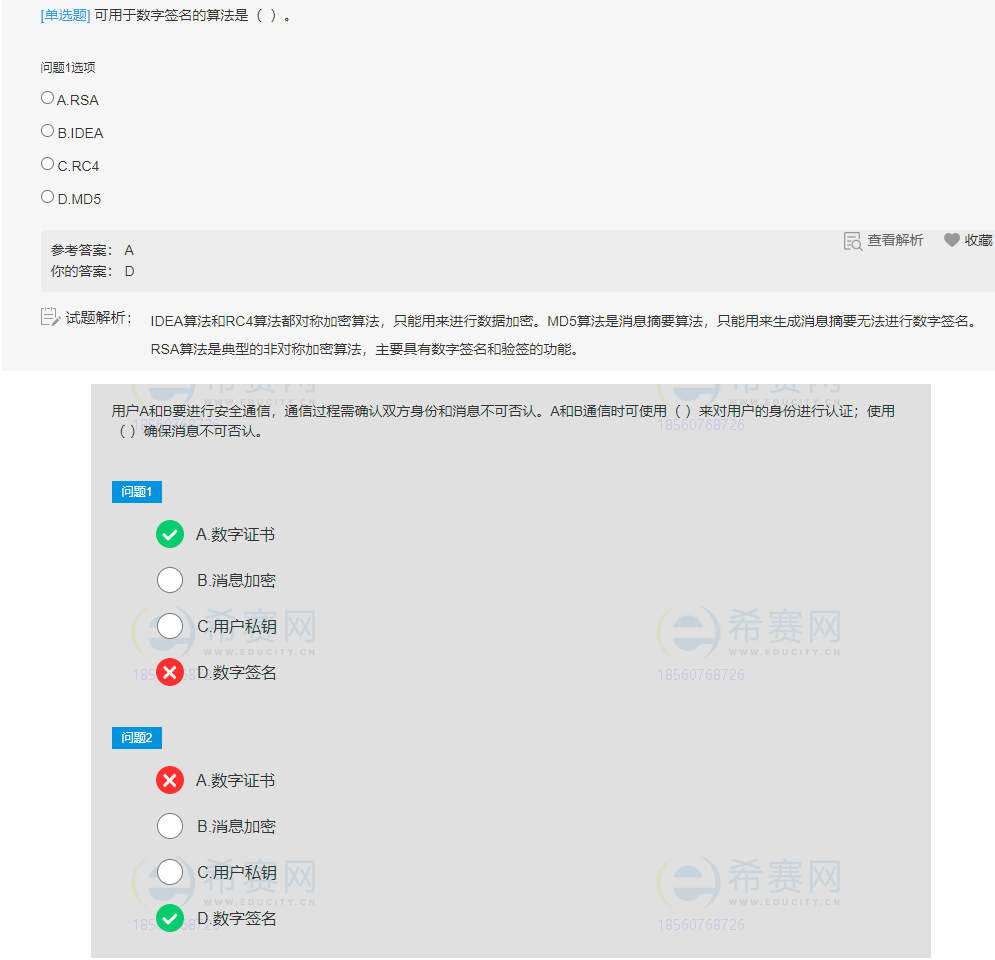 [单选题] 可用于数字签名的算法是（ ）。
问题1选项
A.RSA
B.IDEA
C.RC4
D.MD5
参考答案： A
查看解析 收藏
你的答案： D
试题解析： IDEA算法和RC4算法都对称加密算法，只能用来进行数据加密。MD5算法是消息摘要算法，只能用来生成消息摘要无法进行数字签名。
RSA算法是典型的非对称加密算法，主要具有数字签名和验签的功能。
用户A和B要进行安全通信，通信过程需确认双方身份和消息不可否认。A和B通信时可使用（ ）来对用户的身份进行认证；使用
（ ）确保消息不可否认。
18560768726
问题1
A.数字证书
B.消息加密
C.用户私钥
D.数字签名
希赛网 希赛网
WWW.EDUCITY.CN WWW.EDUCITY.CN
18560768726
问题2
A.数字证书
B.消息加密
C.用户私钥
D.数字签名
希赛网 希赛网
WWW.EDUCITY.CN WWW.EDUCITY.CN
18560768726